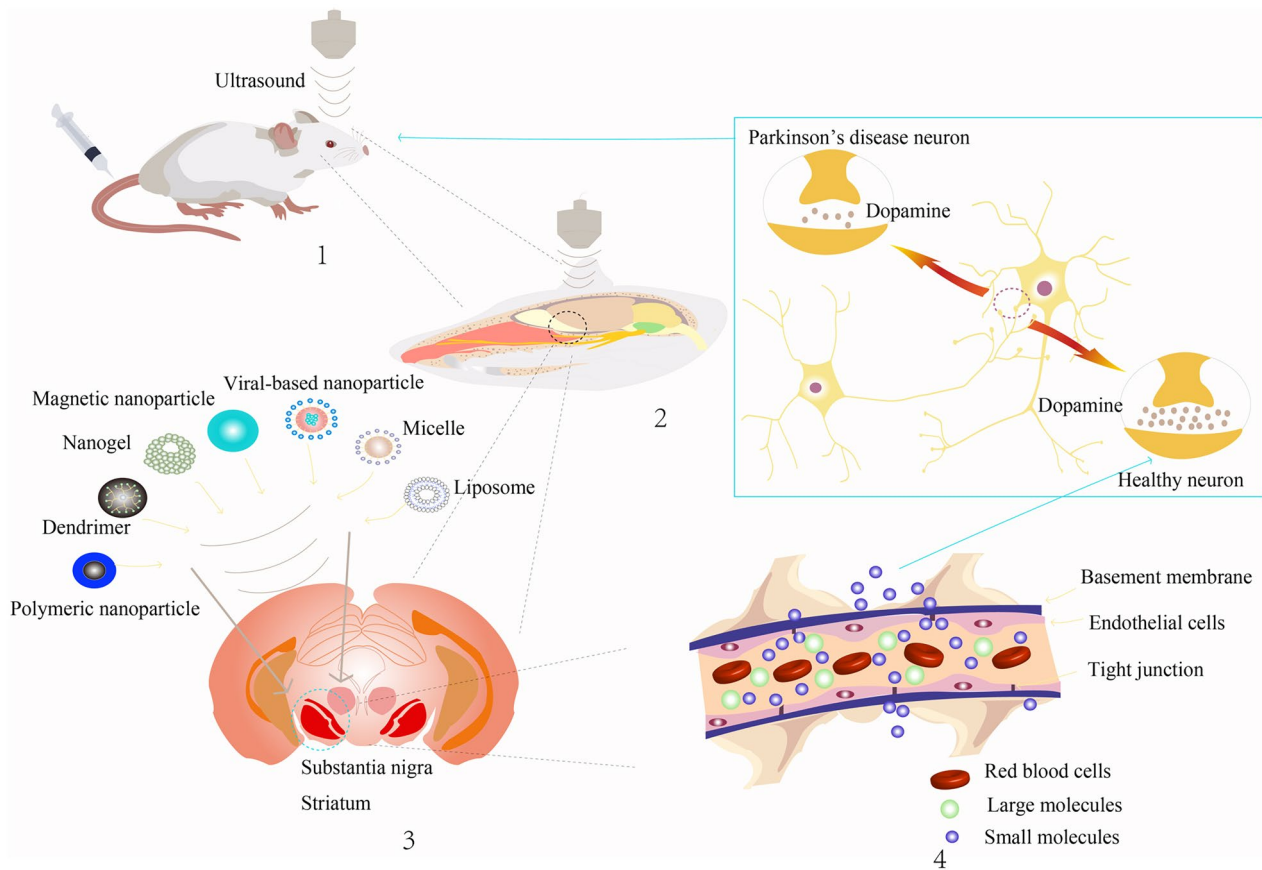 Ultrasound
1
2
Parkinson’s disease neuron
Dopamine
Dopamine
Healthy neuron
Viral-based nanoparticle
Magnetic nanoparticle
Micelle
Nanogel
Liposome
Dendrimer
Polymeric nanoparticle
Substantia nigra
Striatum
3
Basement membrane
Endothelial cells
Tight junction
Red blood cells
Large molecules
Small molecules
4